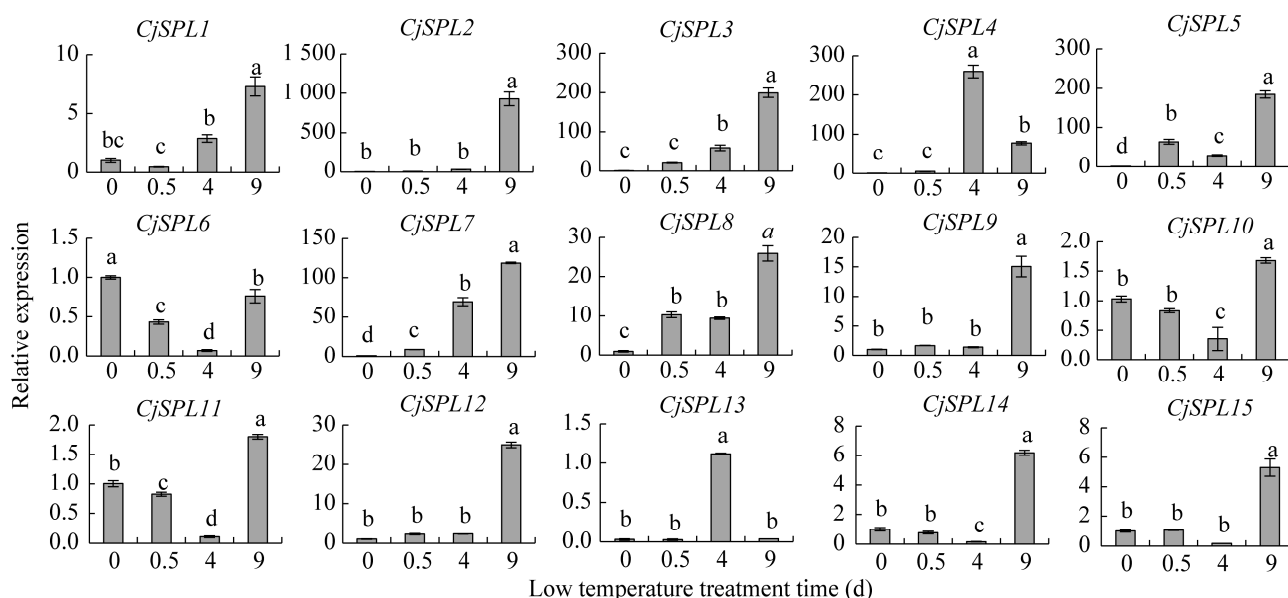 CjSPL1 CjSPL2 CjSPL3 CjSPL4 CjSPL5
10 5 0 bc c b a 0 0.5 4 9
1 500 1 000 500 0 b b b a 0 0.5 4 9
300 200 100 0 c c b a 0 0.5 4 9
300 200 100 0 c c a b 0 0.5 4 9
300 200 100 0 d b c a 0 0.5 4 9
Relative expression
CjSPL6 CjSPL7 CjSPL8 CjSPL9 CjSPL10
1.5 1.0 0.5 0.0 a c d b 0 0.5 4 9
150 100 50 0 d c b a 0 0.5 4 9
30 20 10 0 c b b a 0 0.5 4 9
20 15 10 5 0 b b b a 0 0.5 4 9
2.0 1.5 1.0 0.5 0.0 b b c a 0 0.5 4 9
CjSPL11 CjSPL12 CjSPL13 CjSPL14 CjSPL15
2.0 1.5 1.0 0.5 0.0 b c d a 0 0.5 4 9
30 20 10 0 b b b a 0 0.5 4 9
1.5 1.0 0.5 0.0 b b a b 0 0.5 4 9
8 6 4 2 0 b b c a 0 0.5 4 9
8 6 4 2 0 b b b a 0 0.5 4 9
Low temperature treatment time (d)